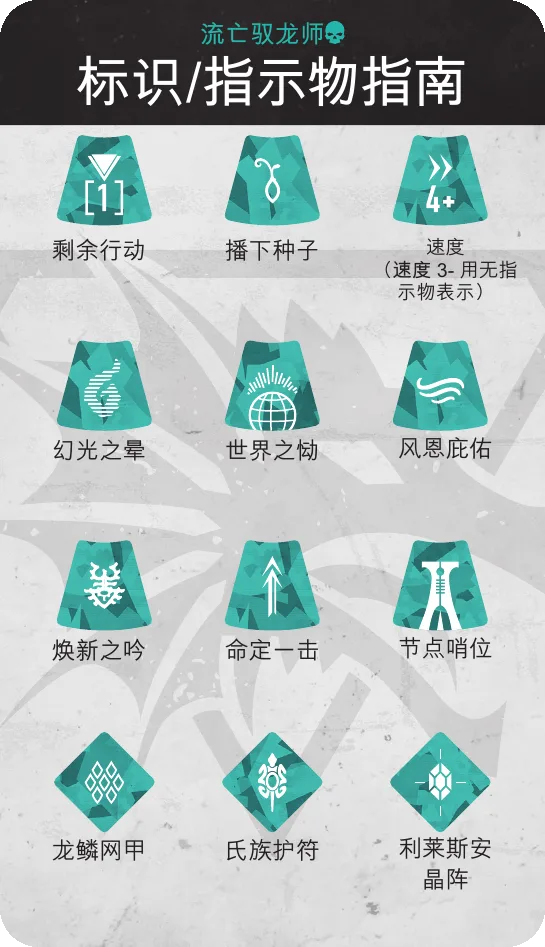 流亡驭龙师
标识/指示物指南
[1]
4+
剩余行动
播下种子
速度
（速度 3- 用无指
示物表示）
幻光之晕
世界之恸
风恩庇佑
焕新之吟
命定一击
节点哨位
龙鳞网甲
氏族护符
利莱斯安
晶阵